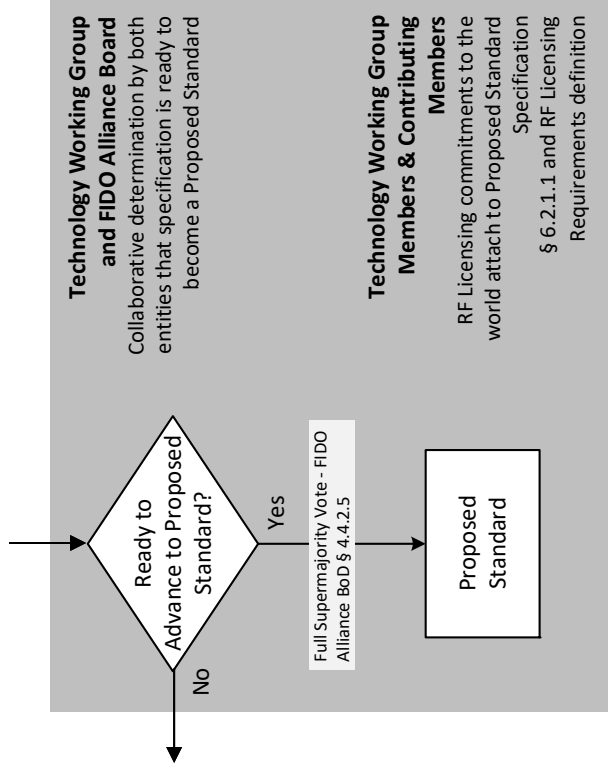 Technology Working Group
and FIDO Alliance Board
Collaborative determination by both
entities that specification is ready to
become a Proposed Standard
Ready to
Advance to Proposed
Standard?
No
Yes
Full Supermajority Vote - FIDO
Alliance BoD § 4.4.2.5
Technology Working Group
Members & Contributing
Members
RF Licensing commitments to the
world attach to Proposed Standard
Specification
§ 6.2.1.1 and RF Licensing
Requirements definition
Proposed
Standard